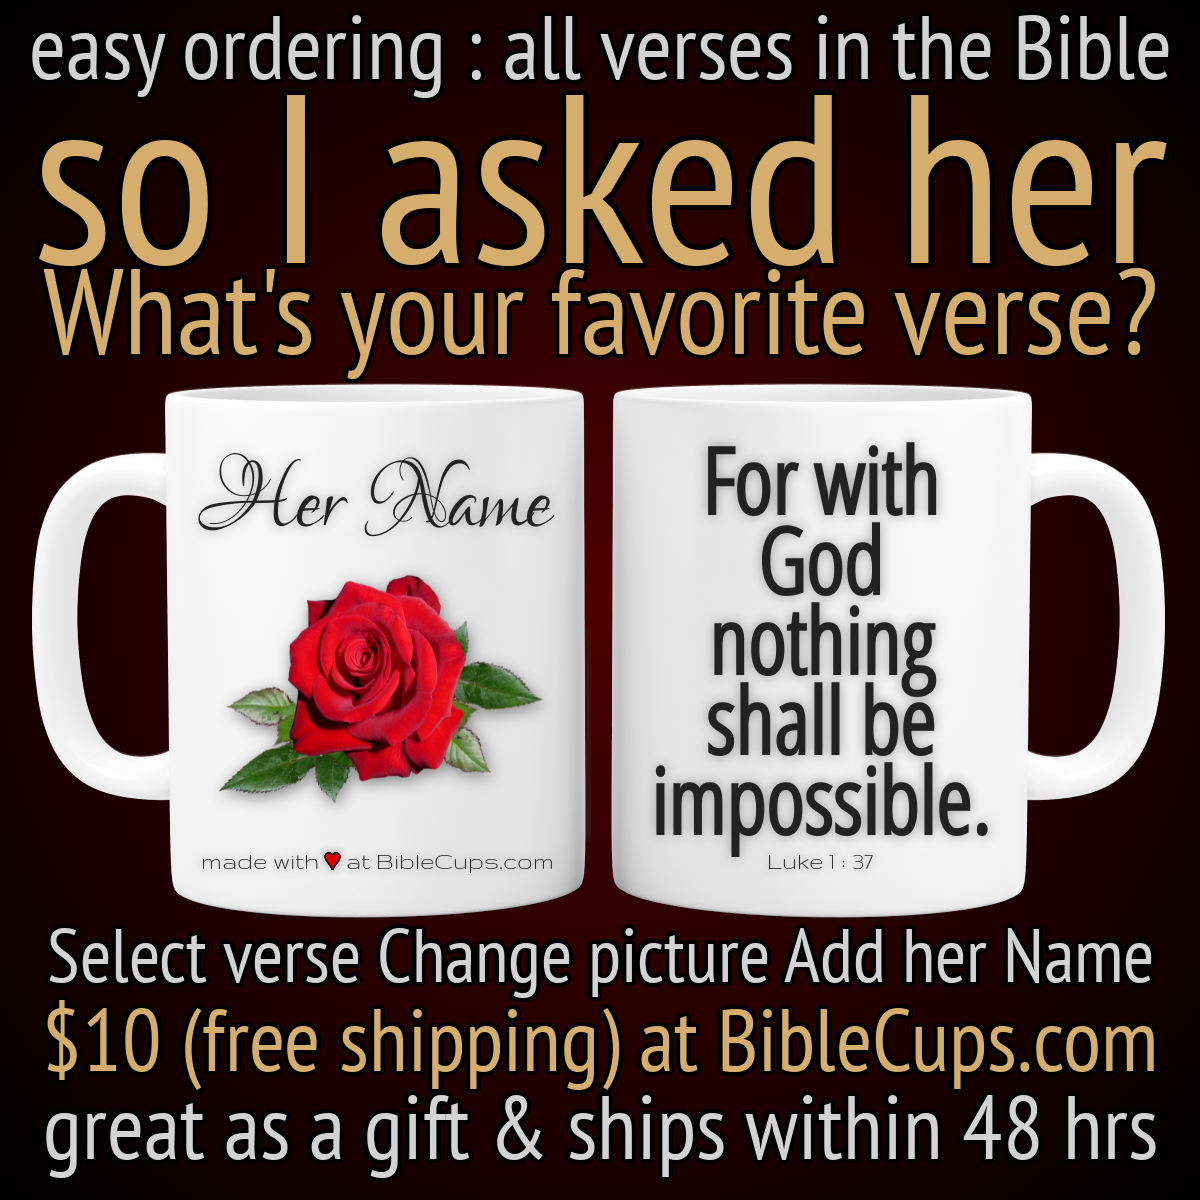 easy ordering : all verses in the Bible
so I asked her
What's your favorite verse?
Her Name
made with ♥ at BibleCups.com
For with
God
nothing
shall be
impossible.
Luke 1 : 37
Select verse Change picture Add her Name
$10 (free shipping) at BibleCups.com
great as a gift & ships within 48 hrs